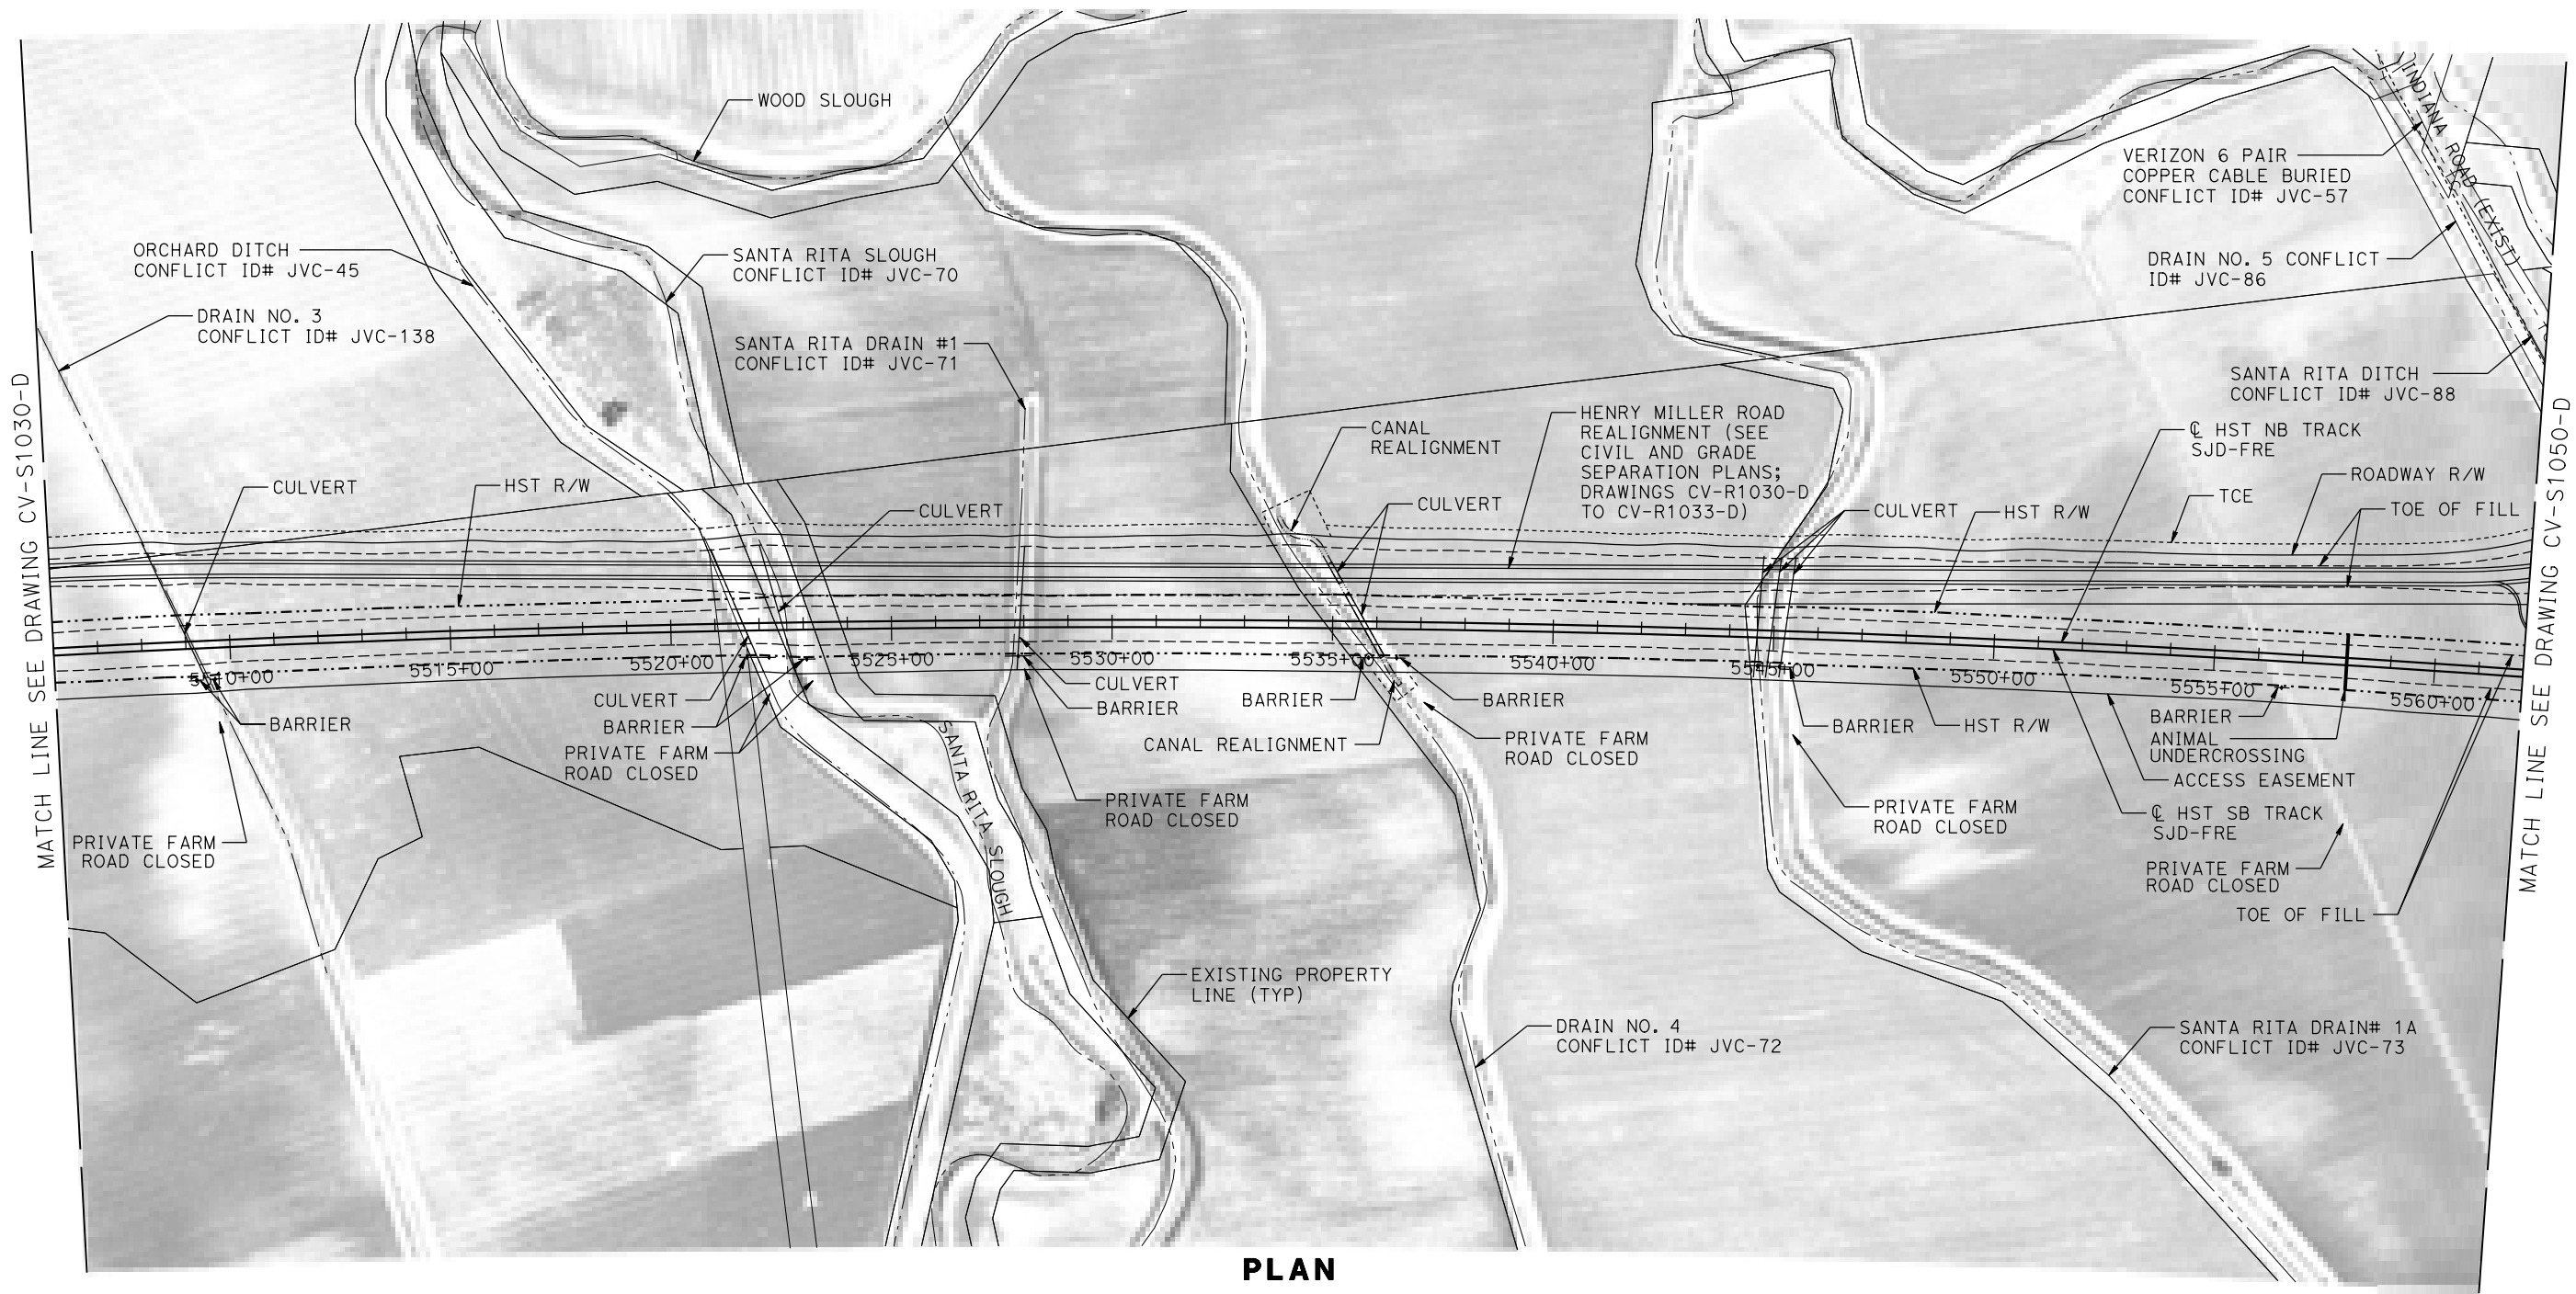 WOOD SLOUGH
INDIANA ROAD (EXIST)
VERIZON 6 PAIR
COPPER CABLE BURIED
CONFLICT ID# JVC-57
ORCHARD DITCH
CONFLICT ID# JVC-45
SANTA RITA SLOUGH
CONFLICT ID# JVC-70
DRAIN NO. 5 CONFLICT
ID# JVC-86
DRAIN NO. 3
CONFLICT ID# JVC-138
SANTA RITA DRAIN #1
CONFLICT ID# JVC-71
SANTA RITA DITCH
CONFLICT ID# JVC-88
MATCH LINE SEE DRAWING CV-S1030-D
CANAL
REALIGNMENT
HENRY MILLER ROAD
REALIGNMENT (SEE
CIVIL AND GRADE
SEPARATION PLANS;
DRAWINGS CV-R1030-D
TO CV-R1033-D)
℄ HST NB TRACK
SJD-FRE
ROADWAY R/W
TCE
TOE OF FILL
MATCH LINE SEE DRAWING CV-S1050-D
CULVERT
HST R/W
CULVERT
CULVERT
CULVERT
HST R/W
5510+00
5515+00
5520+00
5525+00
5530+00
5535+00
5540+00
5545+00
5550+00
5555+00
5560+00
BARRIER
CULVERT
BARRIER
PRIVATE FARM
ROAD CLOSED
CULVERT
BARRIER
BARRIER
CANAL REALIGNMENT
BARRIER
PRIVATE FARM
ROAD CLOSED
BARRIER
HST R/W
BARRIER
ANIMAL
UNDERCROSSING
ACCESS EASEMENT
SANTA RITA SLOUGH
PRIVATE FARM
ROAD CLOSED
PRIVATE FARM
ROAD CLOSED
PRIVATE FARM
ROAD CLOSED
℄ HST SB TRACK
SJD-FRE
PRIVATE FARM
ROAD CLOSED
TOE OF FILL
EXISTING PROPERTY
LINE (TYP)
DRAIN NO. 4
CONFLICT ID# JVC-72
SANTA RITA DRAIN# 1A
CONFLICT ID# JVC-73
PLAN